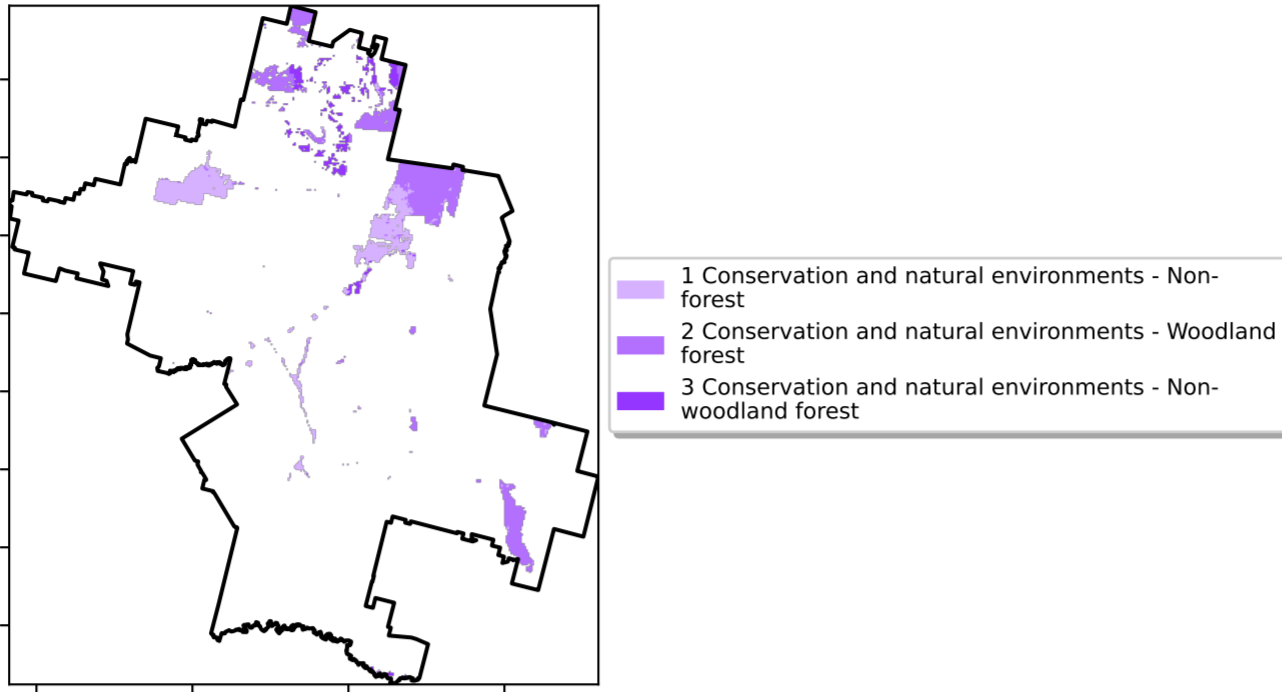 1 Conservation and natural environments - Non-
forest
2 Conservation and natural environments - Woodland
forest
3 Conservation and natural environments - Non-
woodland forest